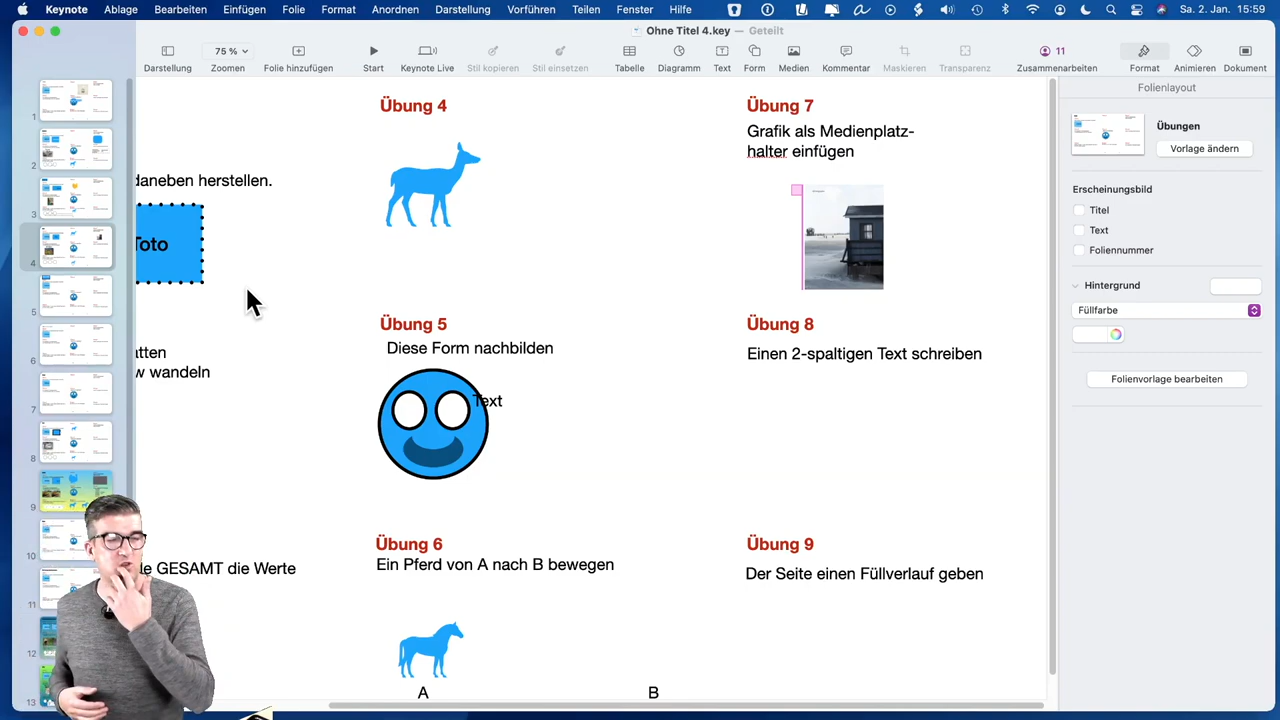 Keynote Ablage Bearbeiten Einfügen Folie Format Anordnen Darstellung Vorführen Teilen Fenster Hilfe Sa. 2. Jan. 15:59
Ohne Titel 4.key — Geteilt
75 %
11
Darstellung Zoomen Folie hinzufügen Start Keynote Live Stil kopieren Stil einsetzen Tabelle Diagramm Text Form Medien Kommentar Maskieren Transparenz Zusammenarbeiten Format Animieren Dokument
1
2
3
4
5
6
7
8
9
10
11
12
13
daneben herstellen.
Toto
atten
w wandeln
le GESAMT die Werte
Übung 4
Übung 5
Diese Form nachbilden
Text
Übung 6
Ein Pferd von A nach B bewegen
A B
Übung 7
Grafik als Medienplatz-
halter einfügen
Übung 8
Einen 2-spaltigen Text schreiben
Übung 9
Der Seite einen Füllverlauf geben
Folienlayout
Übungen
Vorlage ändern
Erscheinungsbild
Titel
Text
Foliennummer
Hintergrund
Füllfarbe
Folienvorlage bearbeiten